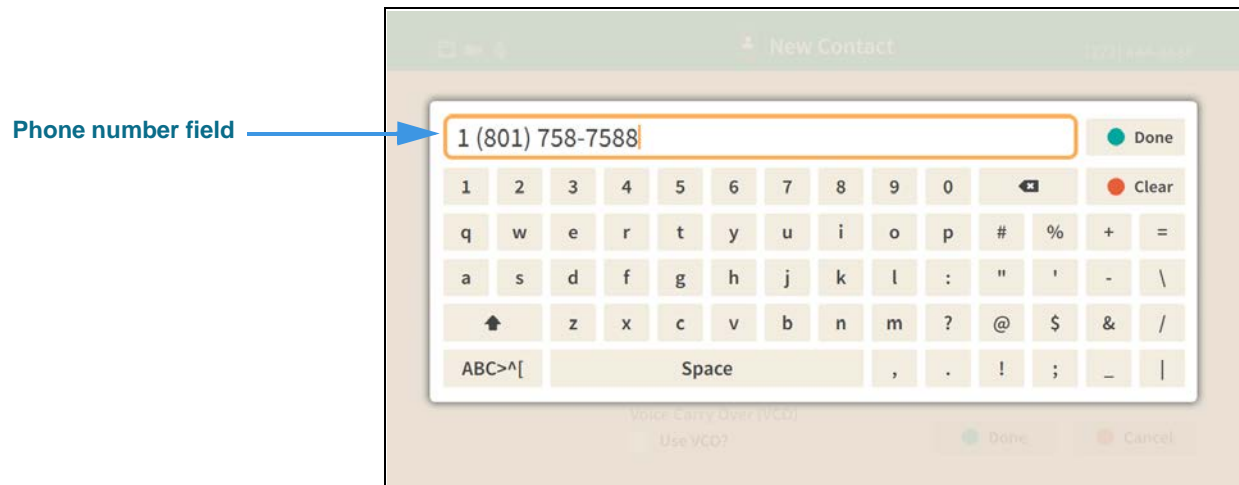 New Contact
Phone number field
1 (801) 758-7588
Done
1 2 3 4 5 6 7 8 9 0
Clear
q w e r t y u i o p # % + =
a s d f g h j k l : " ' - \
z x c v b n m ? @ $ & /
ABC>^[ Space , . ! ; _ |
Voice Carry Over (VCO)
Use VCO?
Done
Cancel